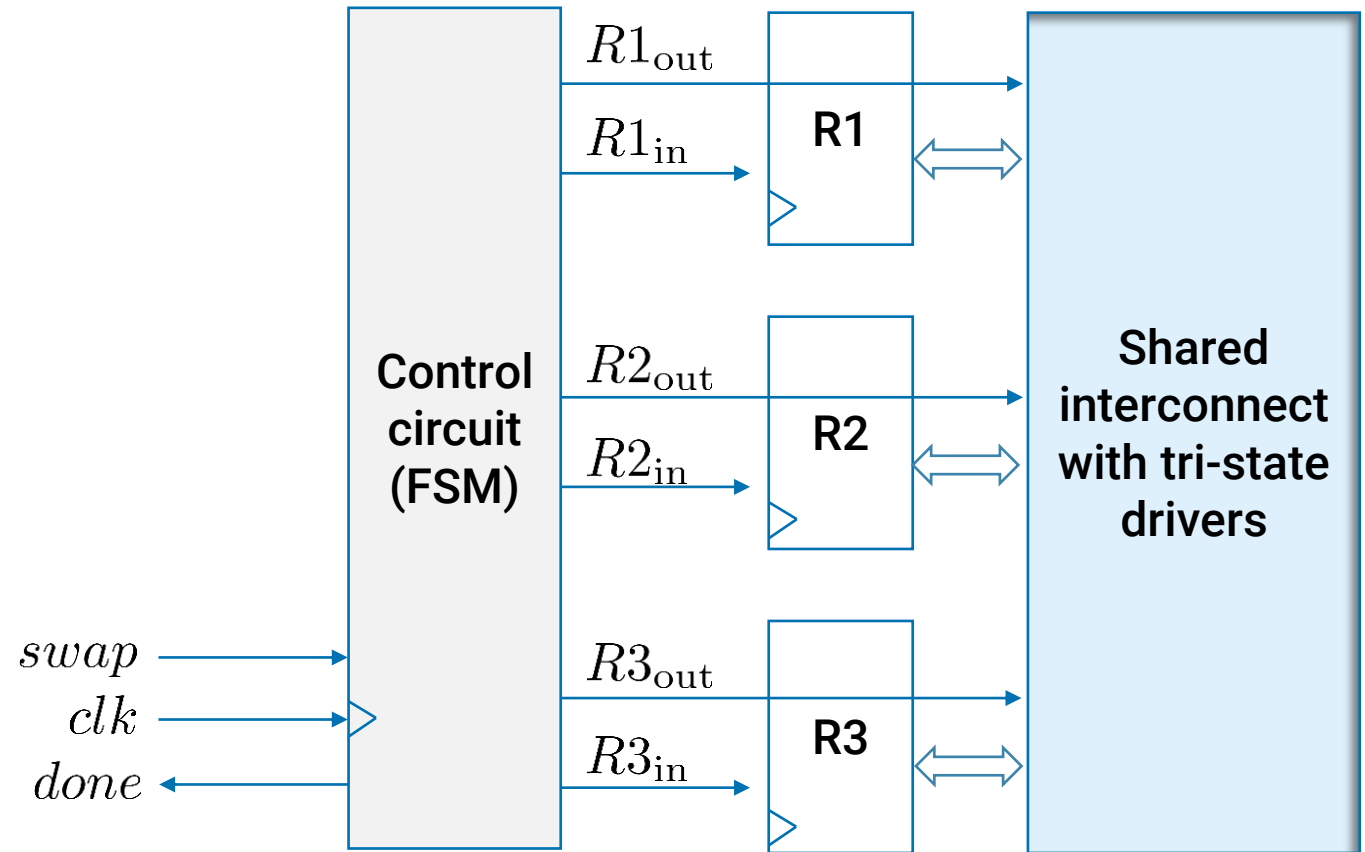 R1out
R1in
R1
R2out
R2in
R2
R3out
R3in
R3
Control
circuit
(FSM)
Shared
interconnect
with tri-state
drivers
swap
clk
done